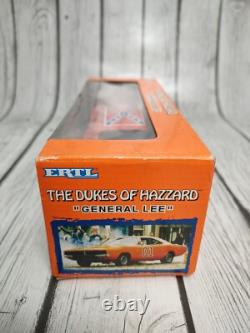 ERTL
THE DUKES OF HAZZARD
"GENERAL LEE"
01